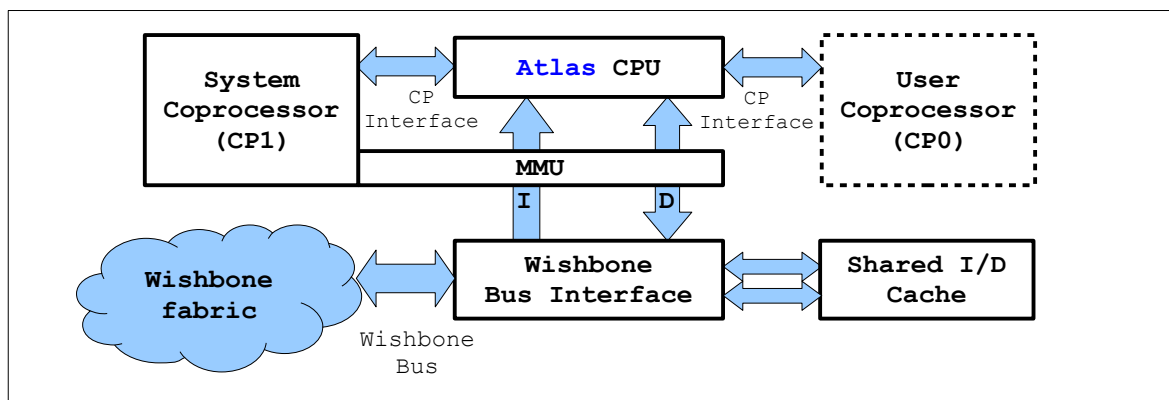 System
Coprocessor
(CP1)
CP
Interface
Atlas CPU
CP
Interface
User
Coprocessor
(CP0)
MMU
I
D
Wishbone
fabric
Wishbone
Bus
Wishbone
Bus Interface
Shared I/D
Cache